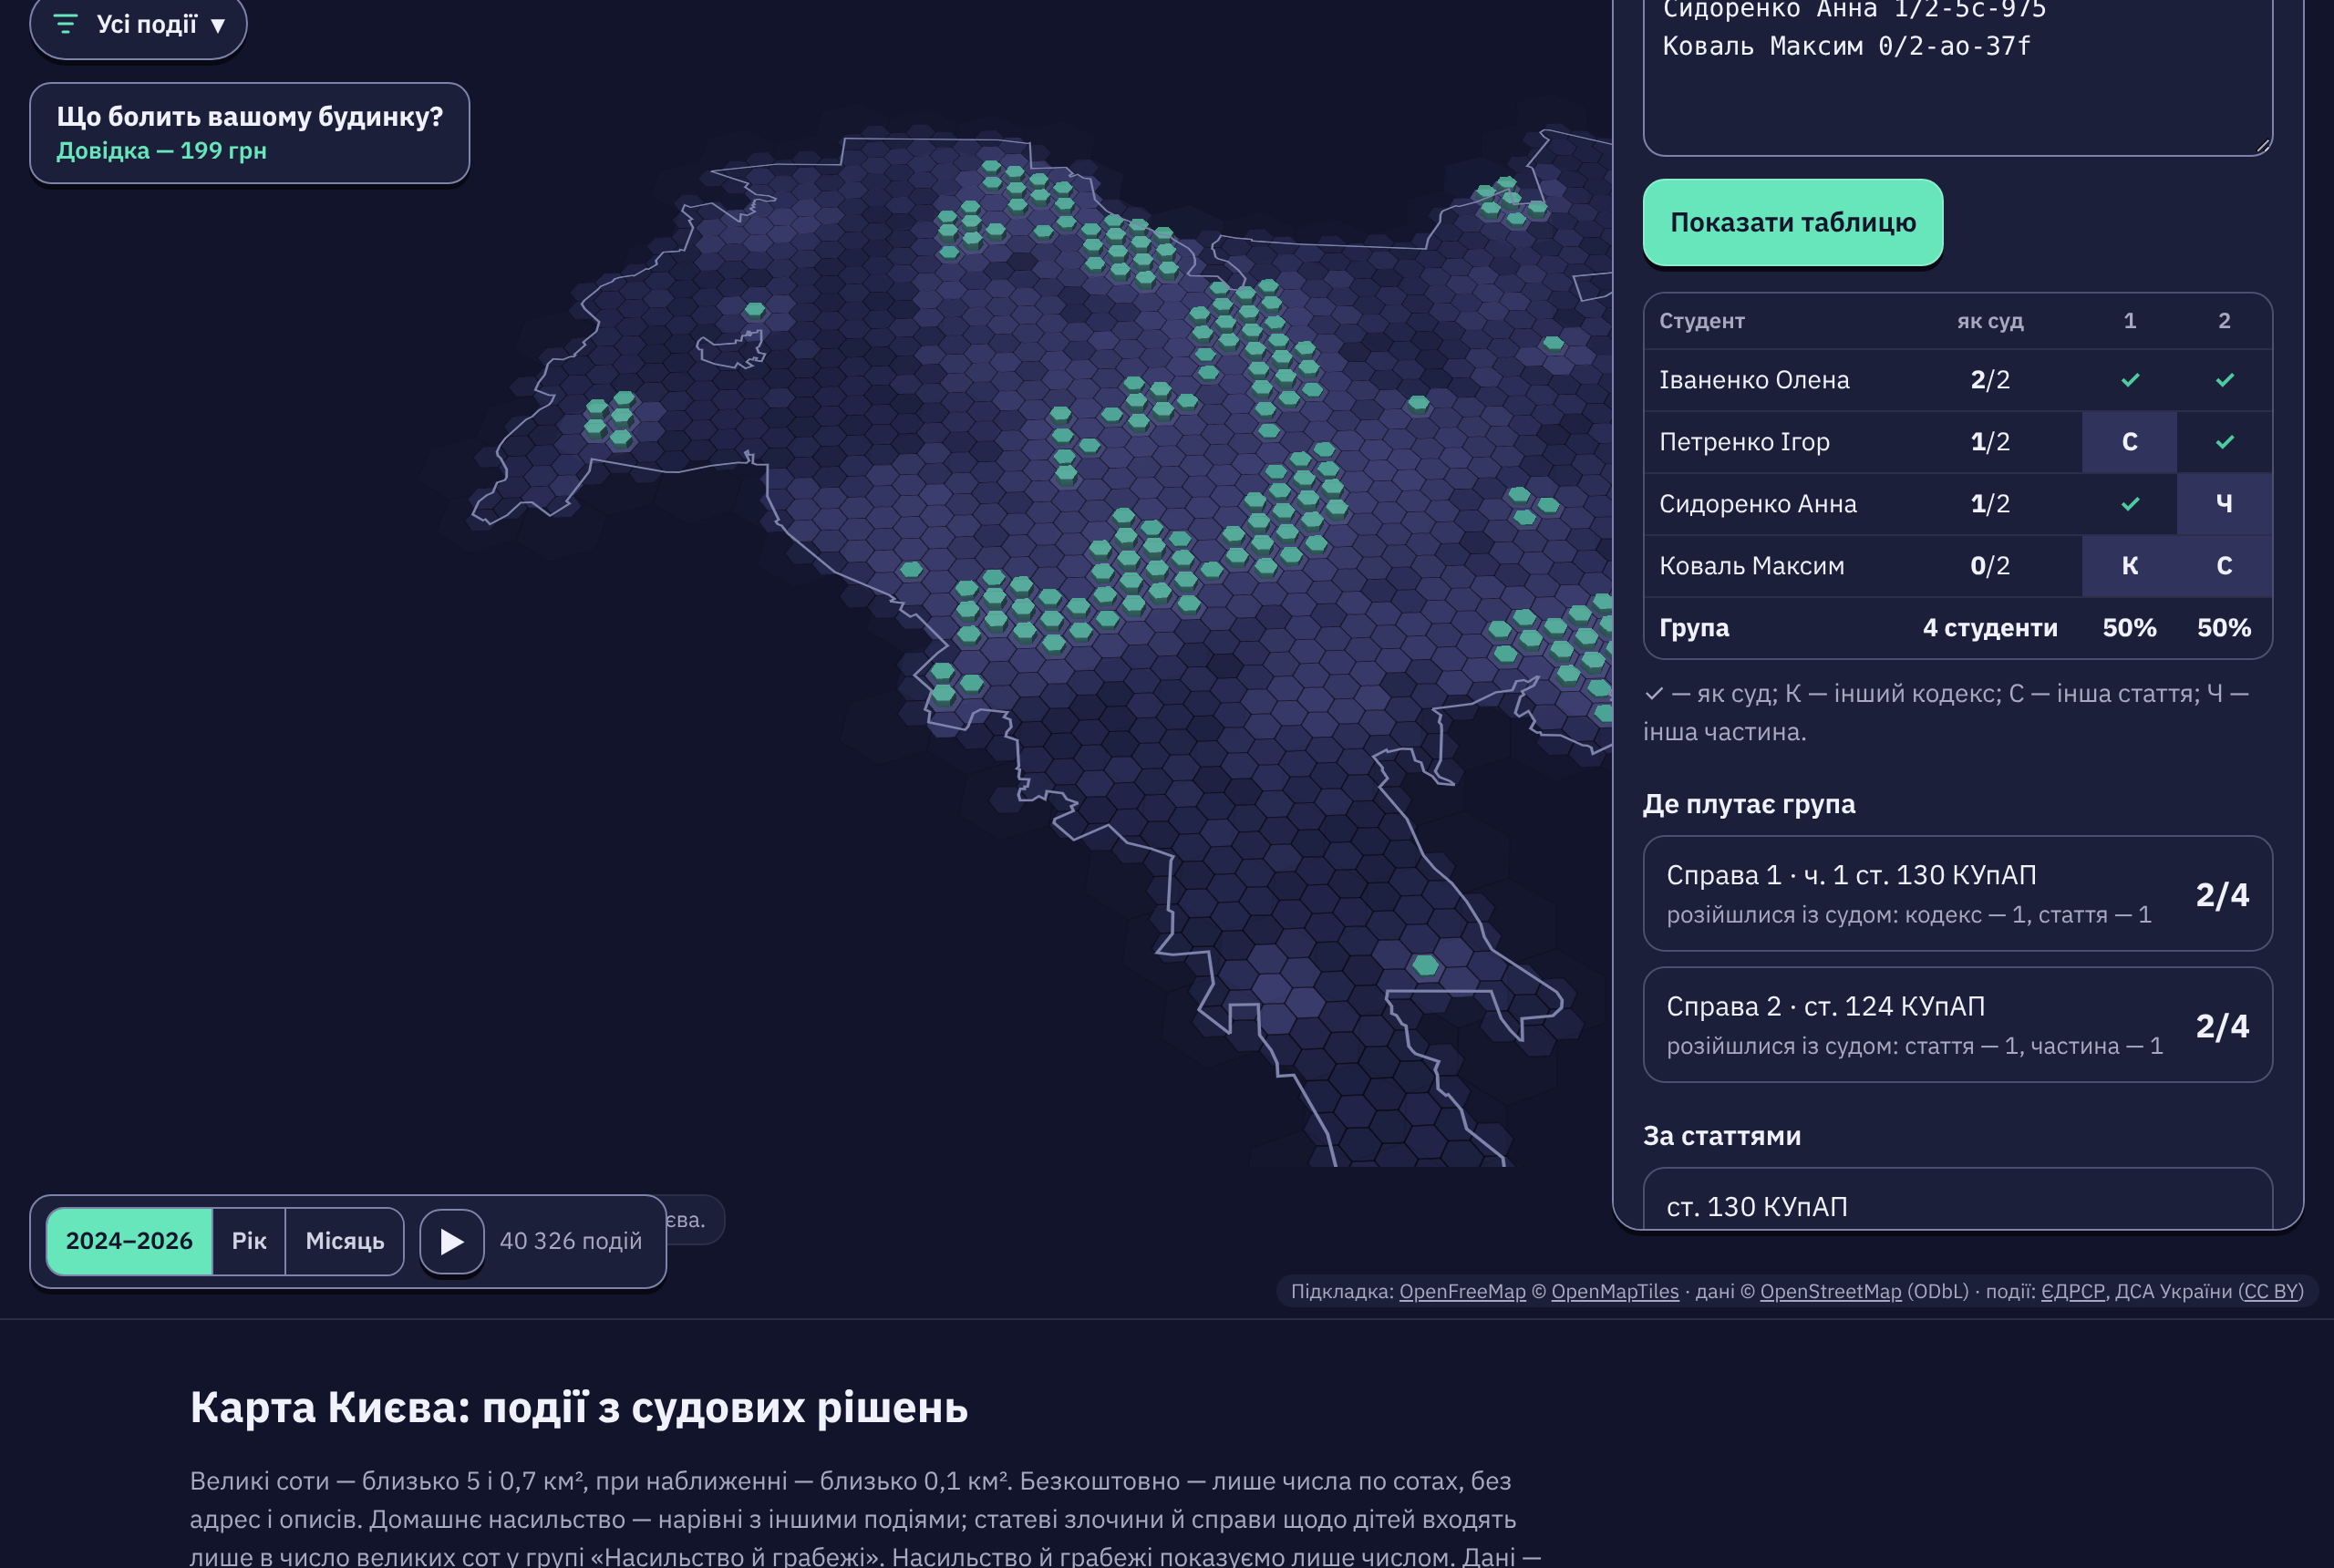 Усі події ▼
Що болить вашому будинку?
Довідка — 199 грн
Сидоренко Анна 1/2-5c-975
Коваль Максим 0/2-ao-37f
Показати таблицю
Студент як суд 1 2
Іваненко Олена 2/2 ✓ ✓
Петренко Ігор 1/2 С ✓
Сидоренко Анна 1/2 ✓ Ч
Коваль Максим 0/2 К С
Група 4 студенти 50% 50%
✓ — як суд; К — інший кодекс; С — інша стаття; Ч —
інша частина.
Де плутає група
Справа 1 · ч. 1 ст. 130 КУпАП
розійшлися із судом: кодекс — 1, стаття — 1
2/4
Справа 2 · ст. 124 КУпАП
розійшлися із судом: стаття — 1, частина — 1
2/4
За статтями
ст. 130 КУпАП
2024–2026 Рік Місяць 40 326 подій
єва.
Підкладка: OpenFreeMap © OpenMapTiles · дані © OpenStreetMap (ODbL) · події: ЄДРСР, ДСА України (CC BY)
Карта Києва: події з судових рішень
Великі соти — близько 5 і 0,7 км², при наближенні — близько 0,1 км². Безкоштовно — лише числа по сотах, без
адрес і описів. Домашнє насильство — нарівні з іншими подіями; статеві злочини й справи щодо дітей входять
лише в число великих сот у групі «Насильство й грабежі». Насильство й грабежі показуємо лише числом. Дані —